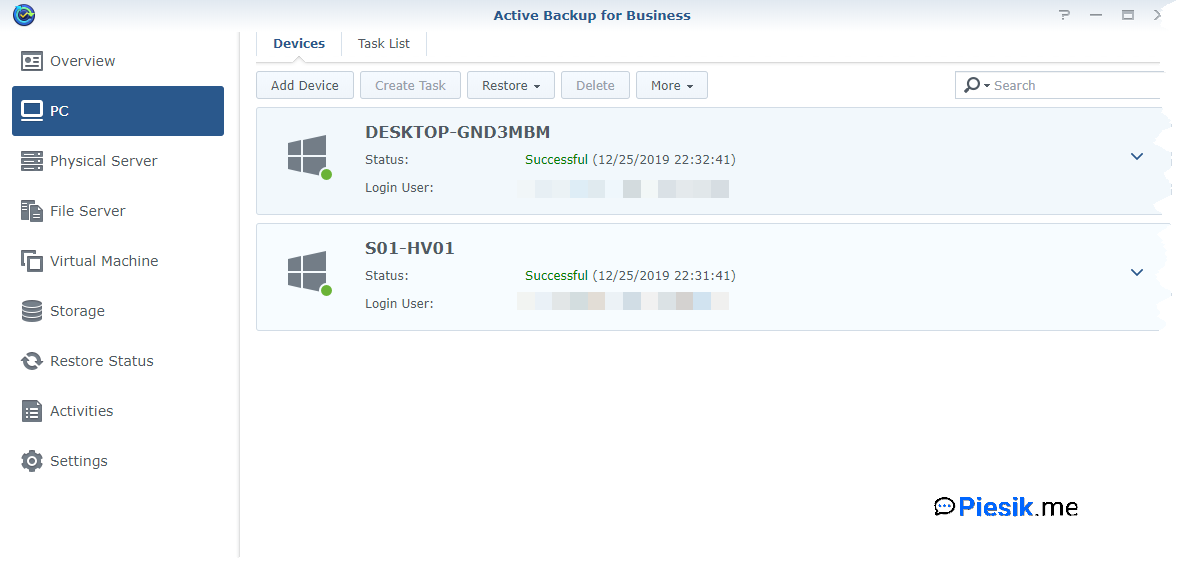 Active Backup for Business
Overview
PC
Physical Server
File Server
Virtual Machine
Storage
Restore Status
Activities
Settings
Devices Task List
Add Device Create Task Restore Delete More Search
DESKTOP-GND3MBM
Status: Successful (12/25/2019 22:32:41)
Login User:
S01-HV01
Status: Successful (12/25/2019 22:31:41)
Login User:
Piesik.me